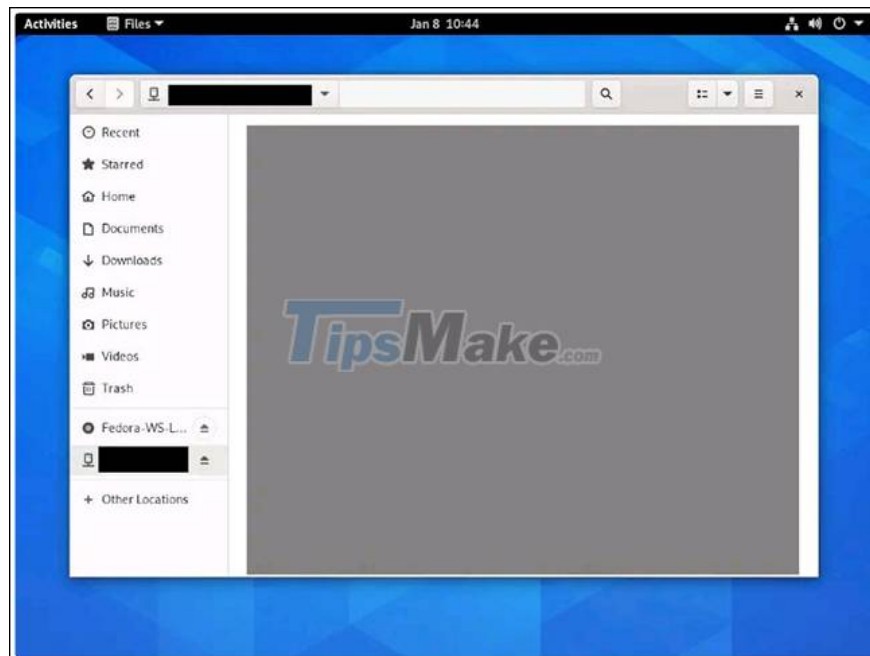 Activities Files Jan 8 10:44
Recent
Starred
Home
Documents
Downloads
Music
Pictures
Videos
Trash
Fedora-WS-L...
Other Locations
TipsMake.com